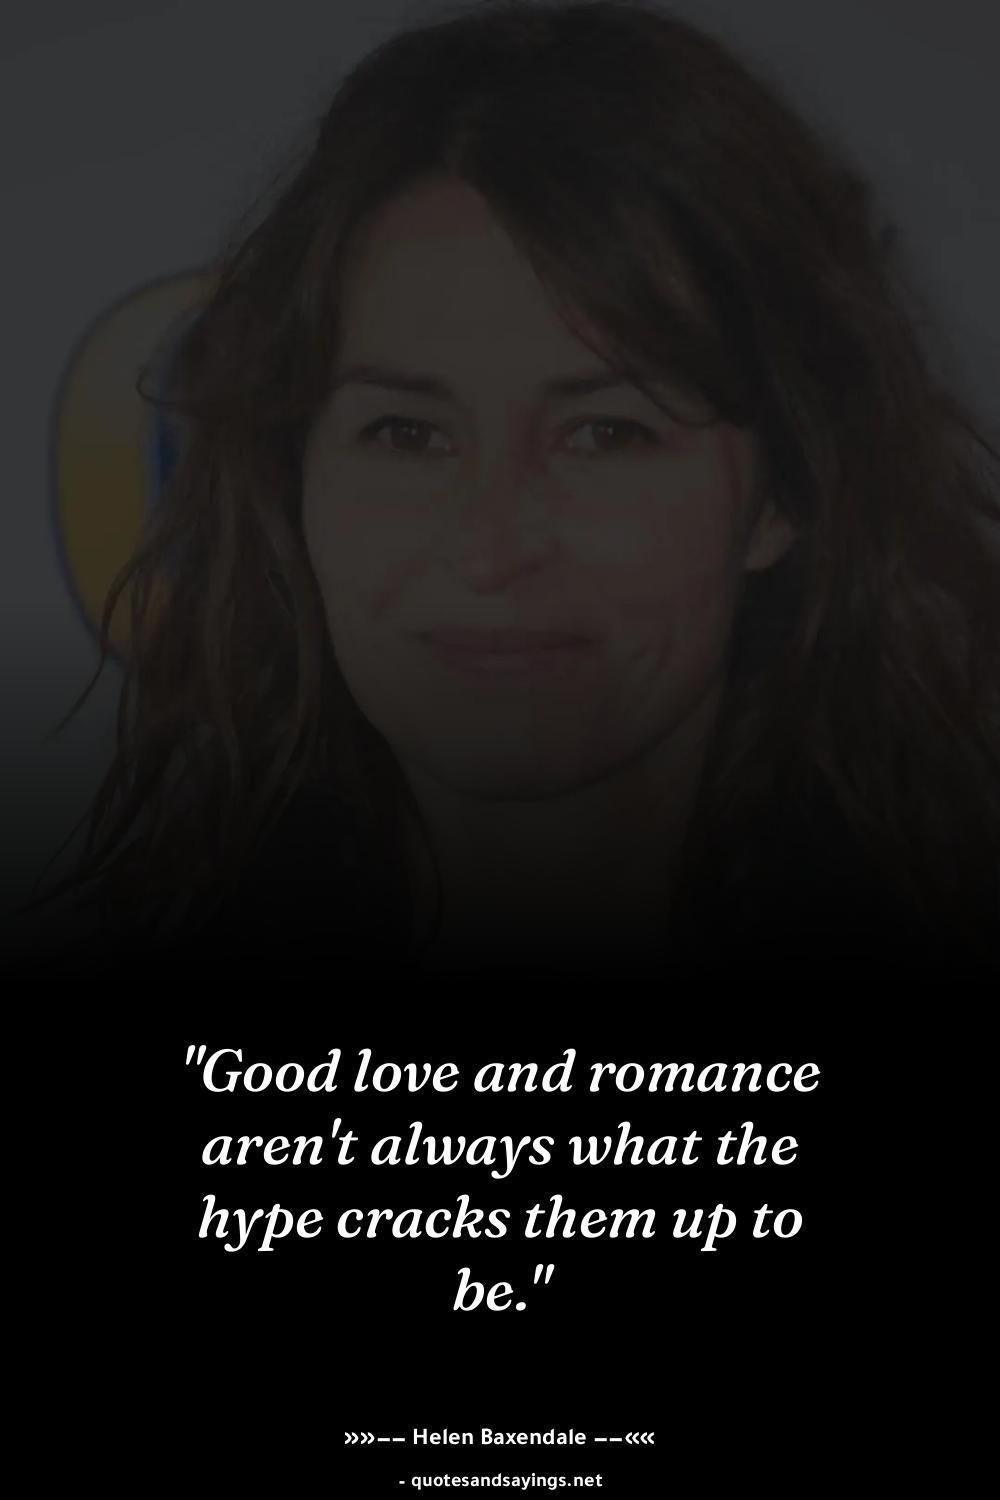 "Good love and romance
aren't always what the
hype cracks them up to
be."
»»–– Helen Baxendale ––««
- quotesandsayings.net